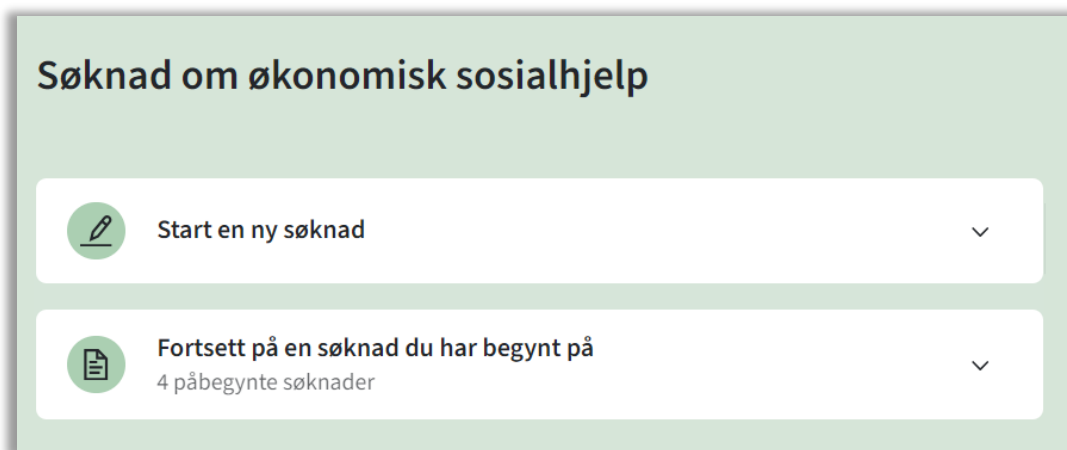 Søknad om økonomisk sosialhjelp
Start en ny søknad
Fortsett på en søknad du har begynt på
4 påbegynte søknader